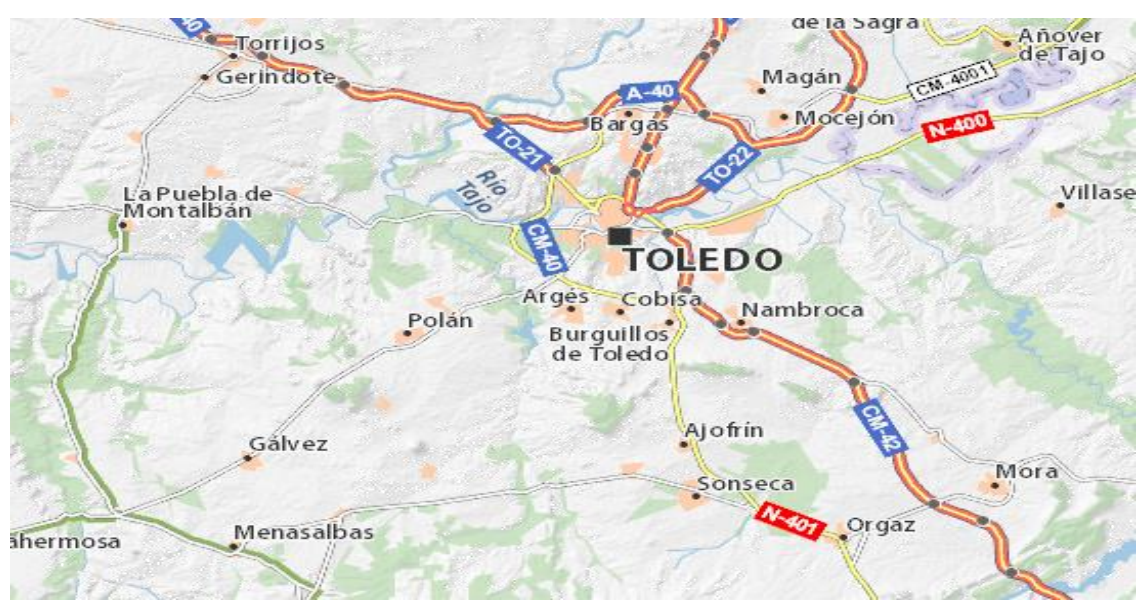 de la Sagra
Añover
de Tajo
Torrijos
Gerindote
Magán
CM-4001
A-40
Bargas
Mocejón
N-400
TO-21
TO-22
Río
Tajo
La Puebla de
Montalbán
Villase
CM-40
TOLEDO
Argés
Cobisa
Nambroca
Polán
Burguillos
de Toledo
CM-42
Ajofrín
Gálvez
Mora
Sonseca
N-401
Orgaz
Menasalbas
ahermosa